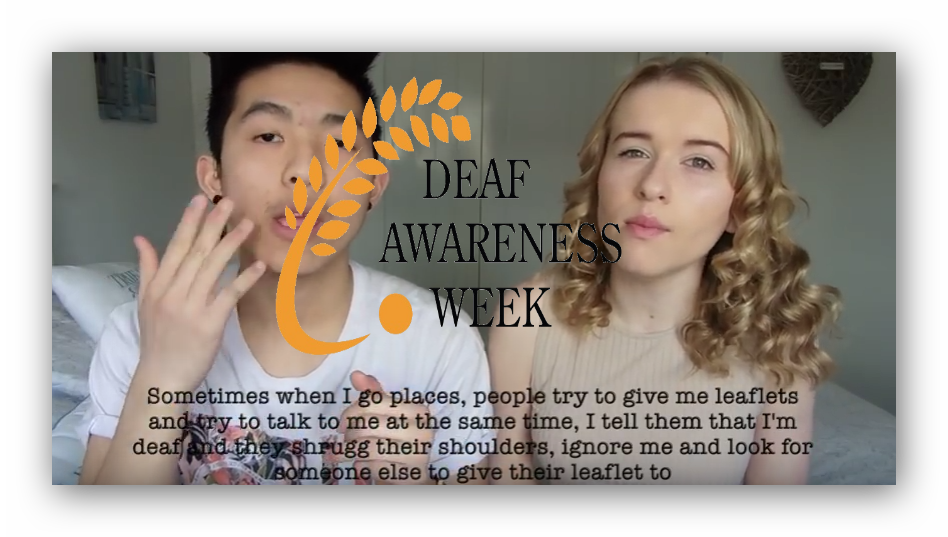 DEAF
AWARENESS
WEEK
Sometimes when I go places, people try to give me leaflets
and try to talk to me at the same time, I tell them that I'm
deaf and they shrugg their shoulders, ignore me and look for
someone else to give their leaflet to